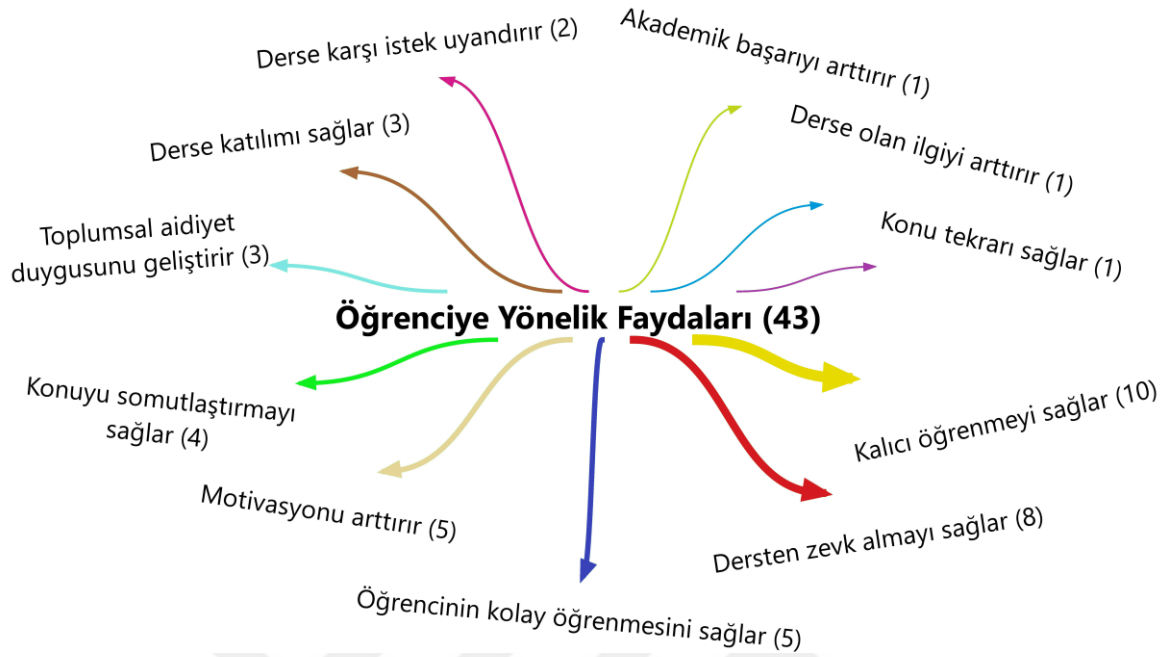 Derse karşı istek uyandırır (2)
Akademik başarıyı arttırır (1)
Derse katılımı sağlar (3)
Derse olan ilgiyi arttırır (1)
Toplumsal aidiyet
duygusunu geliştirir (3)
Konu tekrarı sağlar (1)
Öğrenciye Yönelik Faydaları (43)
Konuyu somutlaştırmayı
sağlar (4)
Kalıcı öğrenmeyi sağlar (10)
Motivasyonu arttırır (5)
Dersten zevk almayı sağlar (8)
Öğrencinin kolay öğrenmesini sağlar (5)